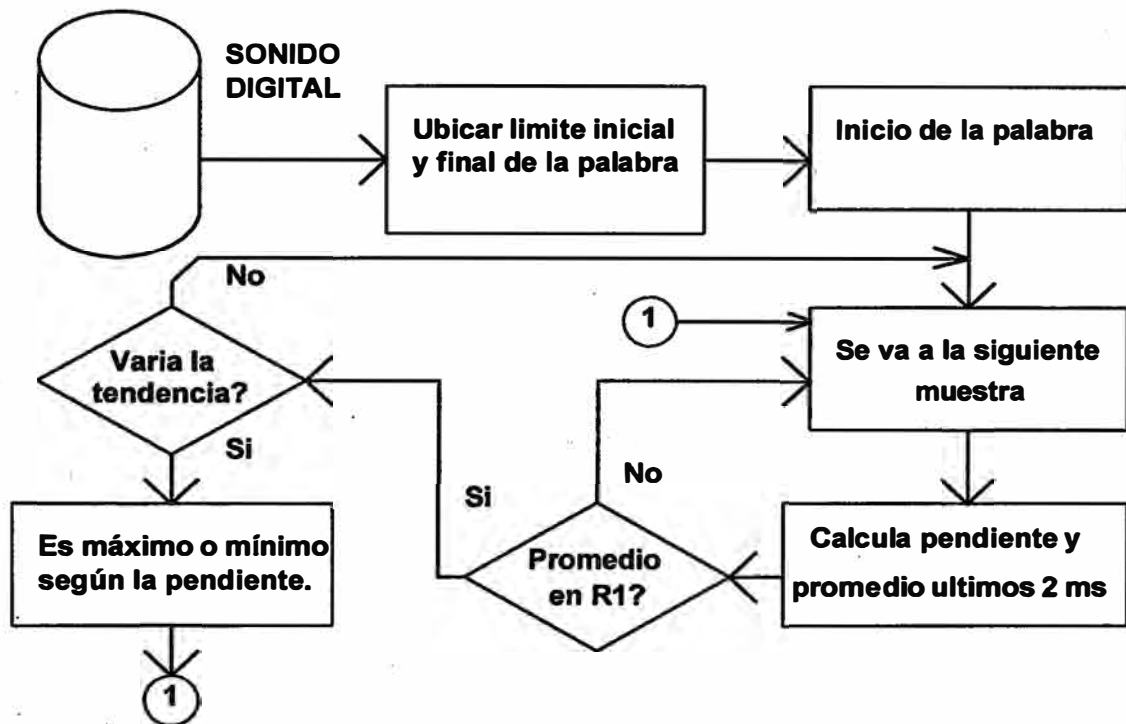 SONIDO
DIGITAL
Ubicar limite inicial
y final de la palabra
Inicio de la palabra
No
1
Se va a la siguiente
muestra
Varia la
tendencia?
Si
No
Si
Calcula pendiente y
promedio ultimos 2 ms
Promedio
en R1?
Es máximo o mínimo
según la pendiente.
1